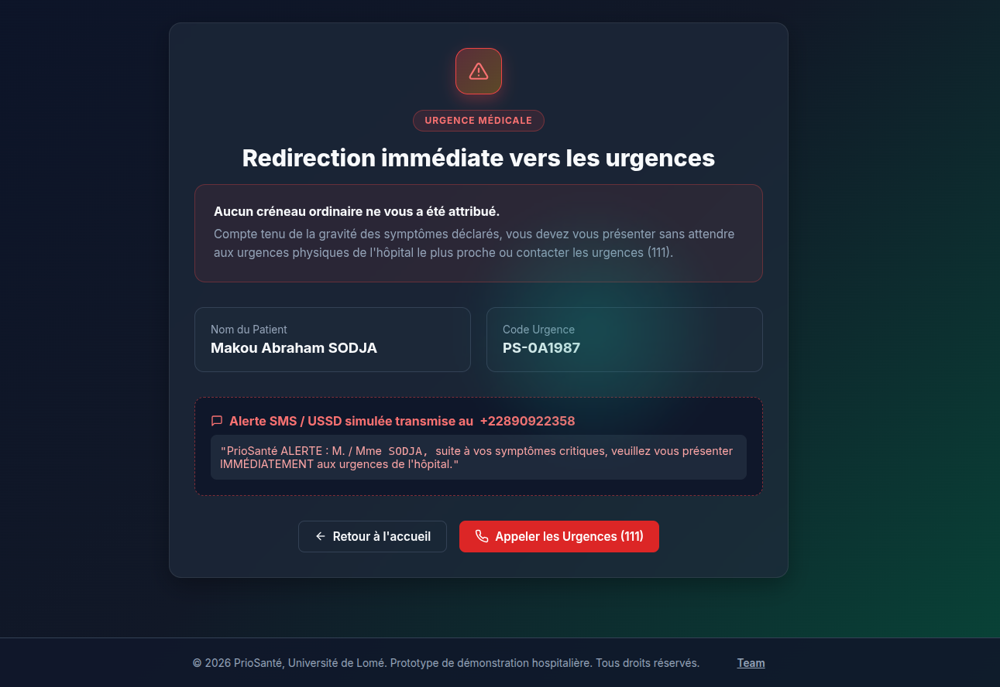 URGENCE MÉDICALE
Redirection immédiate vers les urgences
Aucun créneau ordinaire ne vous a été attribué.
Compte tenu de la gravité des symptômes déclarés, vous devez vous présenter sans attendre
aux urgences physiques de l'hôpital le plus proche ou contacter les urgences (111).
Nom du Patient
Makou Abraham SODJA
Code Urgence
PS-0A1987
Alerte SMS / USSD simulée transmise au +22890922358
"PrioSanté ALERTE : M. / Mme SODJA, suite à vos symptômes critiques, veuillez vous présenter
IMMÉDIATEMENT aux urgences de l'hôpital."
Retour à l'accueil
Appeler les Urgences (111)
© 2026 PrioSanté, Université de Lomé. Prototype de démonstration hospitalière. Tous droits réservés.
Team